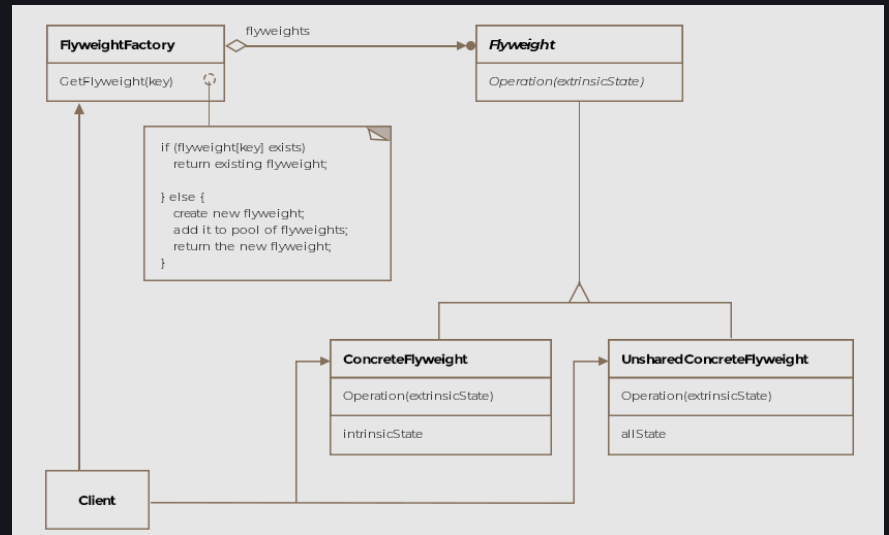 FlyweightFactory
GetFlyweight(key)
flyweights
Flyweight
Operation(extrinsicState)
if (flyweight[key] exists)
return existing flyweight;
} else {
create new flyweight;
add it to pool of flyweights;
return the new flyweight;
}
ConcreteFlyweight
Operation(extrinsicState)
intrinsicState
UnsharedConcreteFlyweight
Operation(extrinsicState)
allState
Client